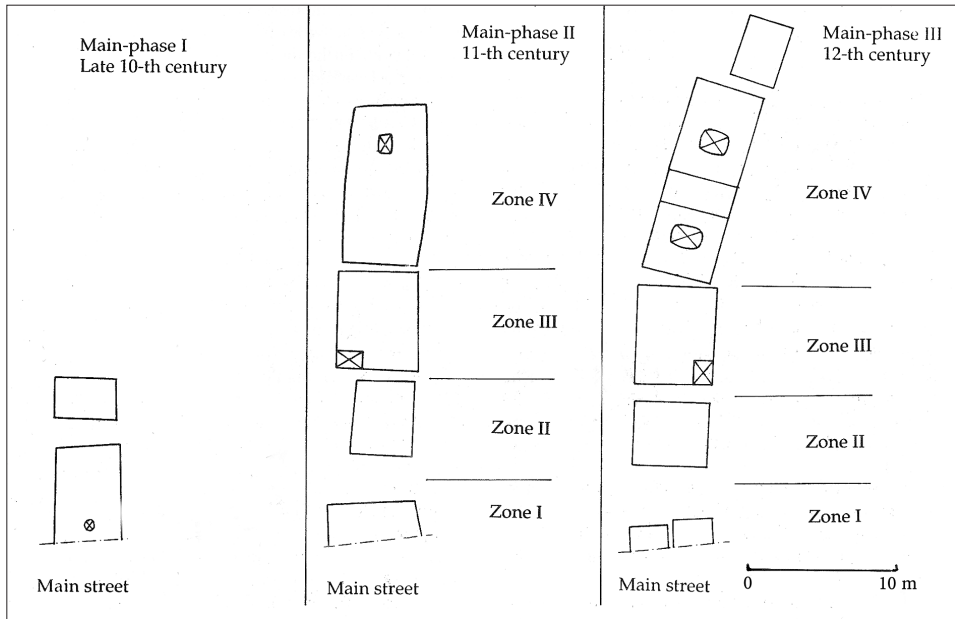 Main-phase I
Late 10-th century
Main street
Main-phase II
11-th century
Zone IV
Zone III
Zone II
Zone I
Main street
Main-phase III
12-th century
Zone IV
Zone III
Zone II
Zone I
Main street
0 10 m